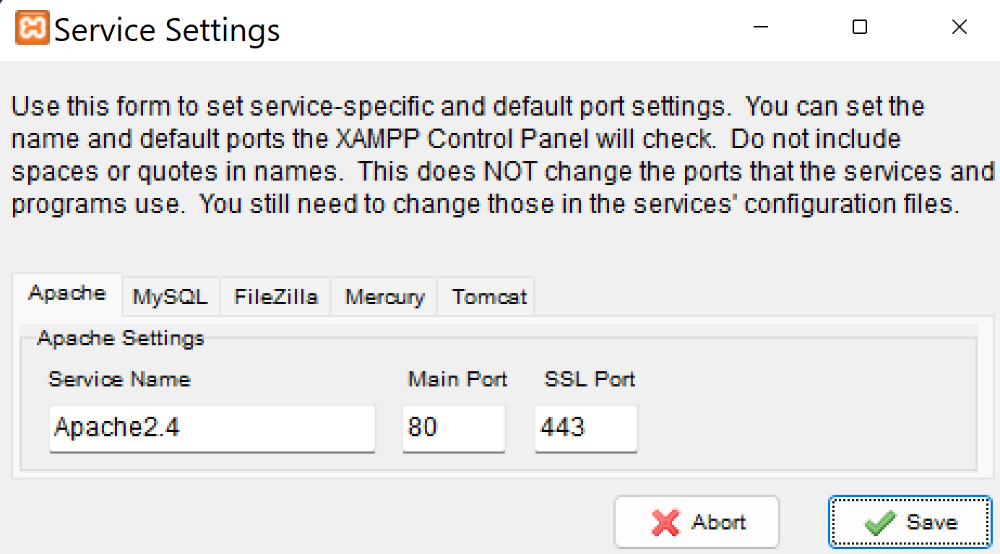 Service Settings
Use this form to set service-specific and default port settings.  You can set the
name and default ports the XAMPP Control Panel will check.  Do not include
spaces or quotes in names.  This does NOT change the ports that the services and
programs use.  You still need to change those in the services' configuration files.
Apache MySQL FileZilla Mercury Tomcat
Apache Settings
Service Name Main Port SSL Port
Apache2.4 80 443
Abort Save